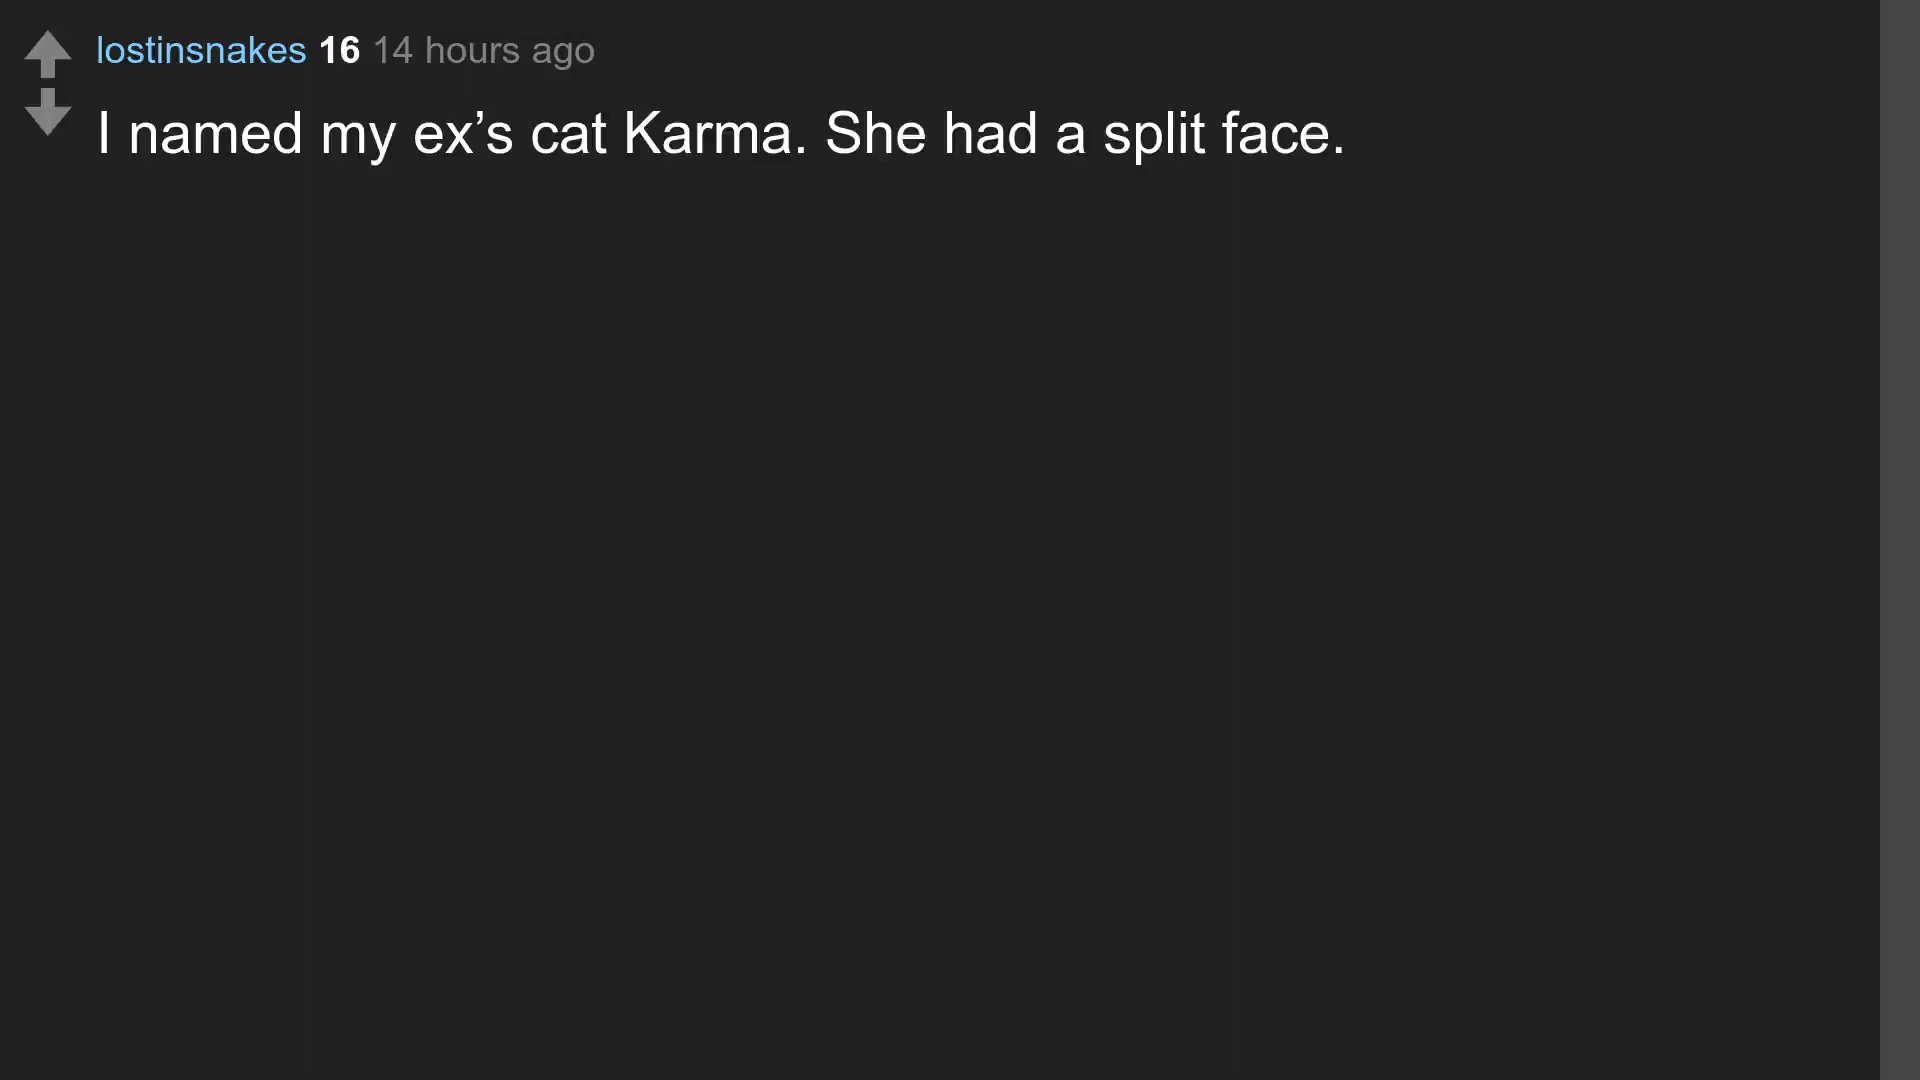 lostinsnakes 16 14 hours ago
I named my ex’s cat Karma. She had a split face.